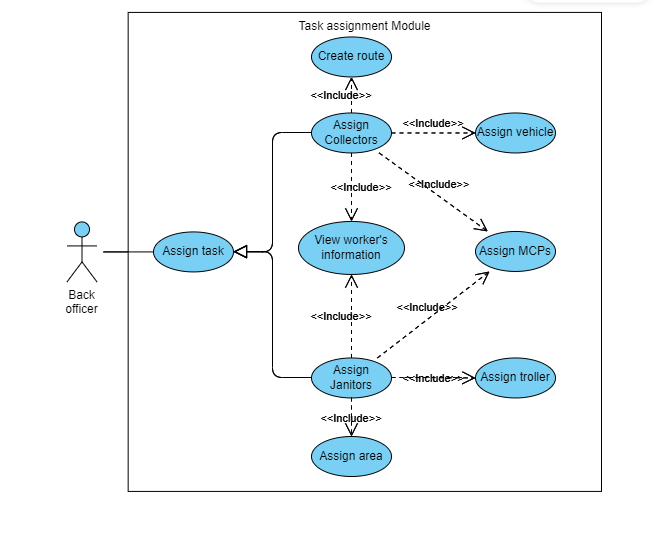 Task assignment Module
Create route
<<Include>>
Assign
Collectors
<<Include>>
Assign vehicle
<<Include>>
<<Include>>
Back
officer
Assign task
View worker's
information
Assign MCPs
<<Include>>
<<Include>>
Assign
Janitors
<<Include>>
Assign troller
<<Include>>
Assign area